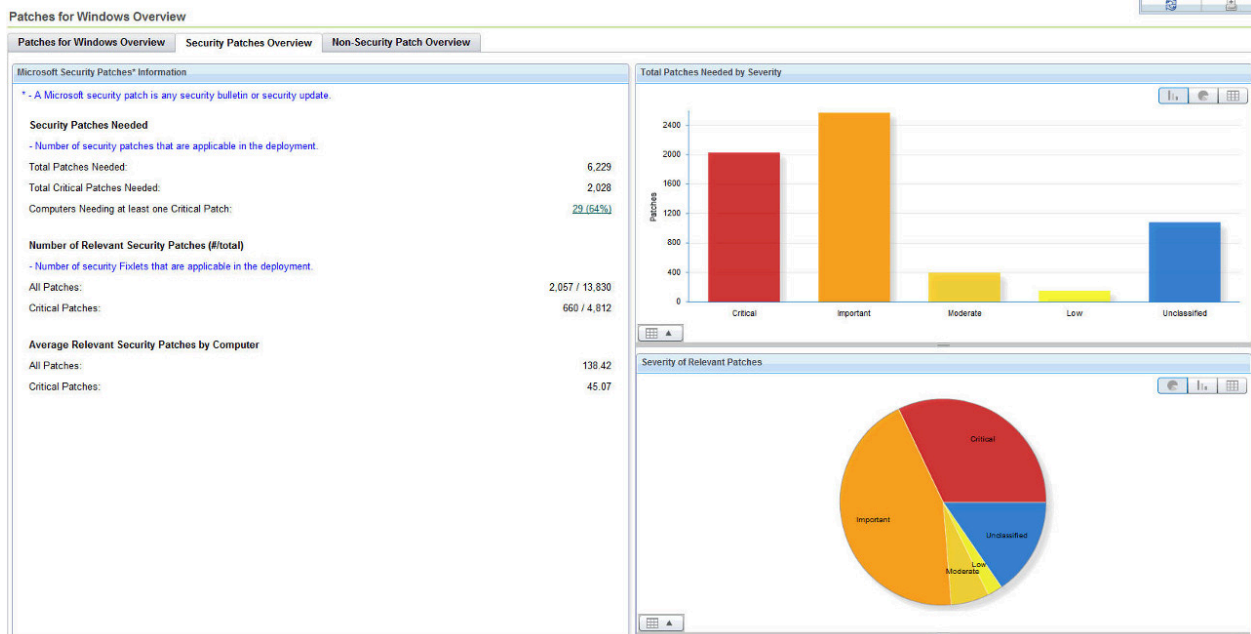 Patches for Windows Overview
Patches for Windows Overview Security Patches Overview Non-Security Patch Overview
Microsoft Security Patches* Information
* - A Microsoft security patch is any security bulletin or security update.
Security Patches Needed
- Number of security patches that are applicable in the deployment.
Total Patches Needed: 6,229
Total Critical Patches Needed: 2,028
Computers Needing at least one Critical Patch: 29 (64%)
Number of Relevant Security Patches (#/total)
- Number of security Fixlets that are applicable in the deployment.
All Patches: 2,057 / 13,830
Critical Patches: 660 / 4,812
Average Relevant Security Patches by Computer
All Patches: 138.42
Critical Patches: 45.07
Total Patches Needed by Severity
Patches
2400
2000
1600
1200
800
400
0
Critical Important Moderate Low Unclassified
Severity of Relevant Patches
Critical
Important
Unclassified
Low
Moderate